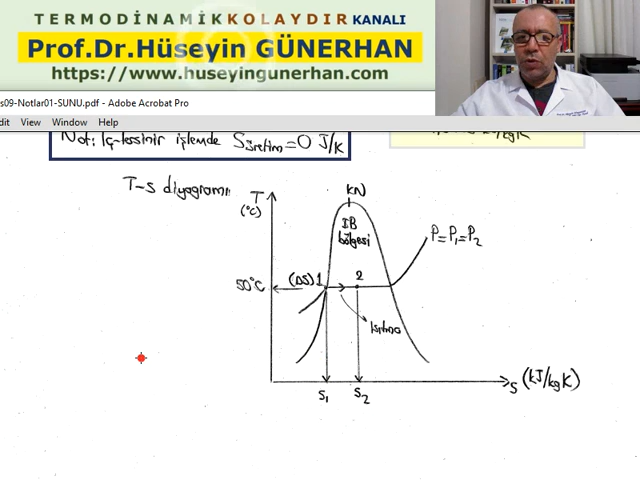 TERMODİNAMİKKOLAYDIR KANALI
Prof.Dr.Hüseyin GÜNERHAN
https://www.huseyingunerhan.com
s09-Notlar01-SUNU.pdf - Adobe Acrobat Pro
dit View Window Help
Not: İç-tersinir işlemde Süretim=0 J/K
T-s diyagramı
T
(°C)
KN
IB
bölgesi
P=P1=P2
50°C
(DS) 1
2
Isıtma
S1
S2
s (kJ/kgK)